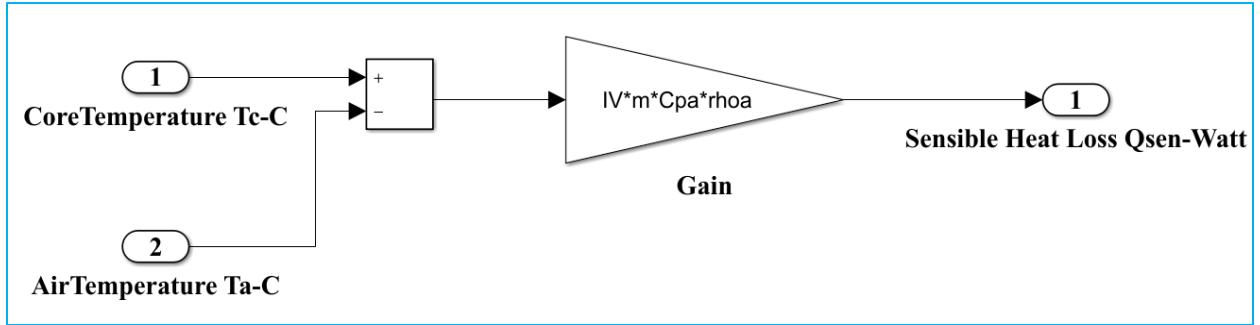 1
CoreTemperature Tc-C
+
−
IV*m*Cpa*rhoa
Gain
1
Sensible Heat Loss Qsen-Watt
2
AirTemperature Ta-C